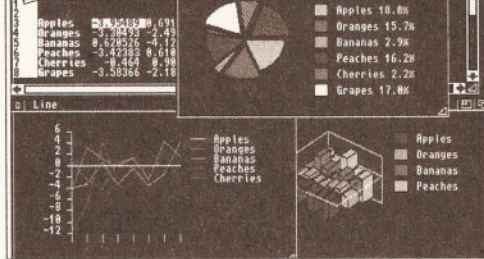 1
2
3 Apples -3.95489 0.691
4 Oranges -3.30493 -2.49
5 Bananas 0.620526 -4.12
6 Peaches -3.42383 0.610
7 Cherries -0.464 0.90
8 Grapes -3.58366 -2.18
Apples 18.8%
Oranges 15.7%
Bananas 2.9%
Peaches 16.2%
Cherries 2.2%
Grapes 17.0%
Line
6
4
2
0
-2
-4
-6
-8
-10
-12
Apples
Oranges
Bananas
Peaches
Cherries
Apples
Oranges
Bananas
Peaches